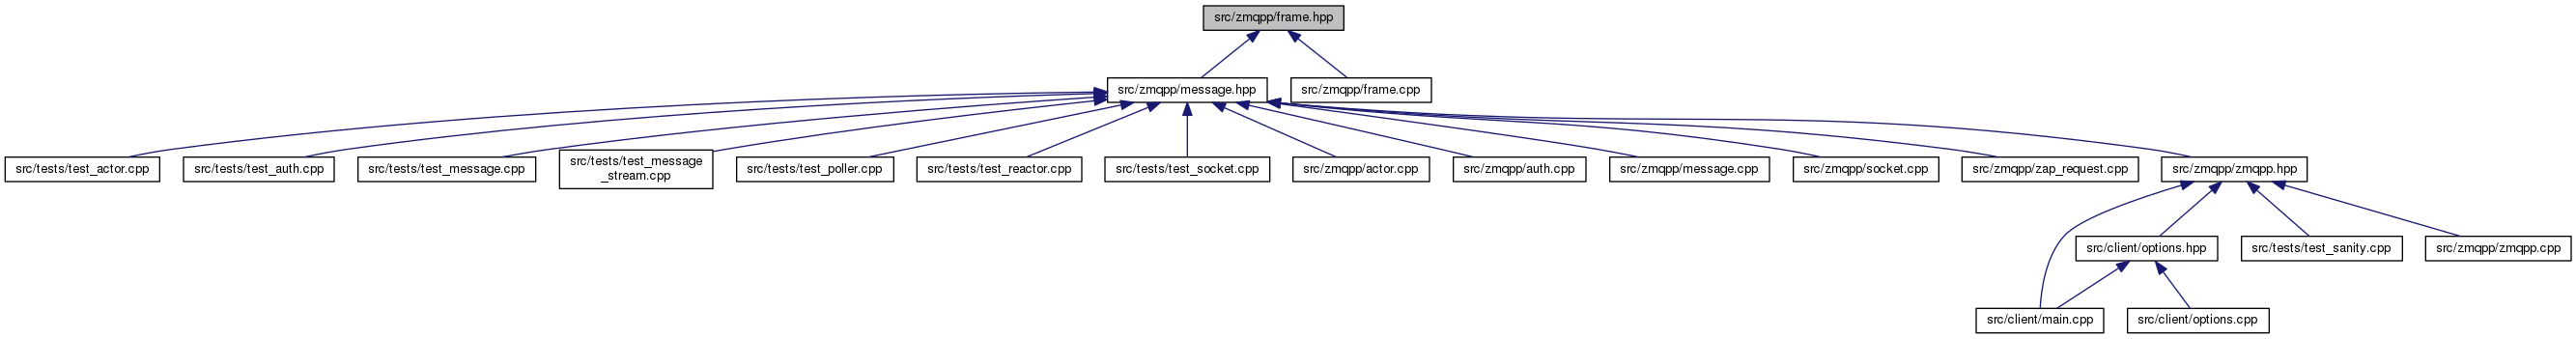 src/zmqpp/frame.hpp
src/zmqpp/message.hpp
src/zmqpp/frame.cpp
src/tests/test_actor.cpp
src/tests/test_auth.cpp
src/tests/test_message.cpp
src/tests/test_message
_stream.cpp
src/tests/test_poller.cpp
src/tests/test_reactor.cpp
src/tests/test_socket.cpp
src/zmqpp/actor.cpp
src/zmqpp/auth.cpp
src/zmqpp/message.cpp
src/zmqpp/socket.cpp
src/zmqpp/zap_request.cpp
src/zmqpp/zmqpp.hpp
src/client/options.hpp
src/tests/test_sanity.cpp
src/zmqpp/zmqpp.cpp
src/client/main.cpp
src/client/options.cpp